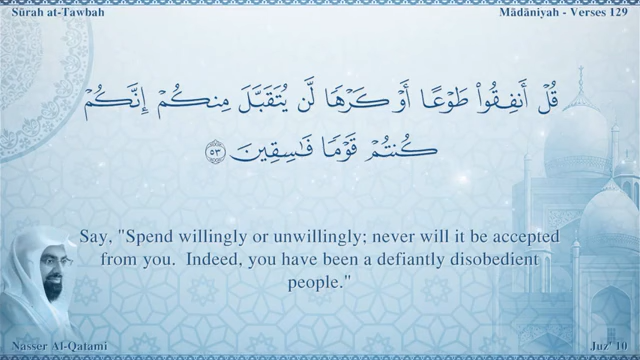 Sūrah at-Tawbah
Mādāniyah - Verses 129
قُلْ أَنفِقُوا۟ طَوْعًا أَوْ كَرْهًا لَّن يُتَقَبَّلَ مِنكُمْ إِنَّكُمْ
كُنتُمْ قَوْمًا فَـٰسِقِينَ ٥٣
Say, "Spend willingly or unwillingly; never will it be accepted
from you.  Indeed, you have been a defiantly disobedient
people."
Nasser Al-Qatami
Juz' 10